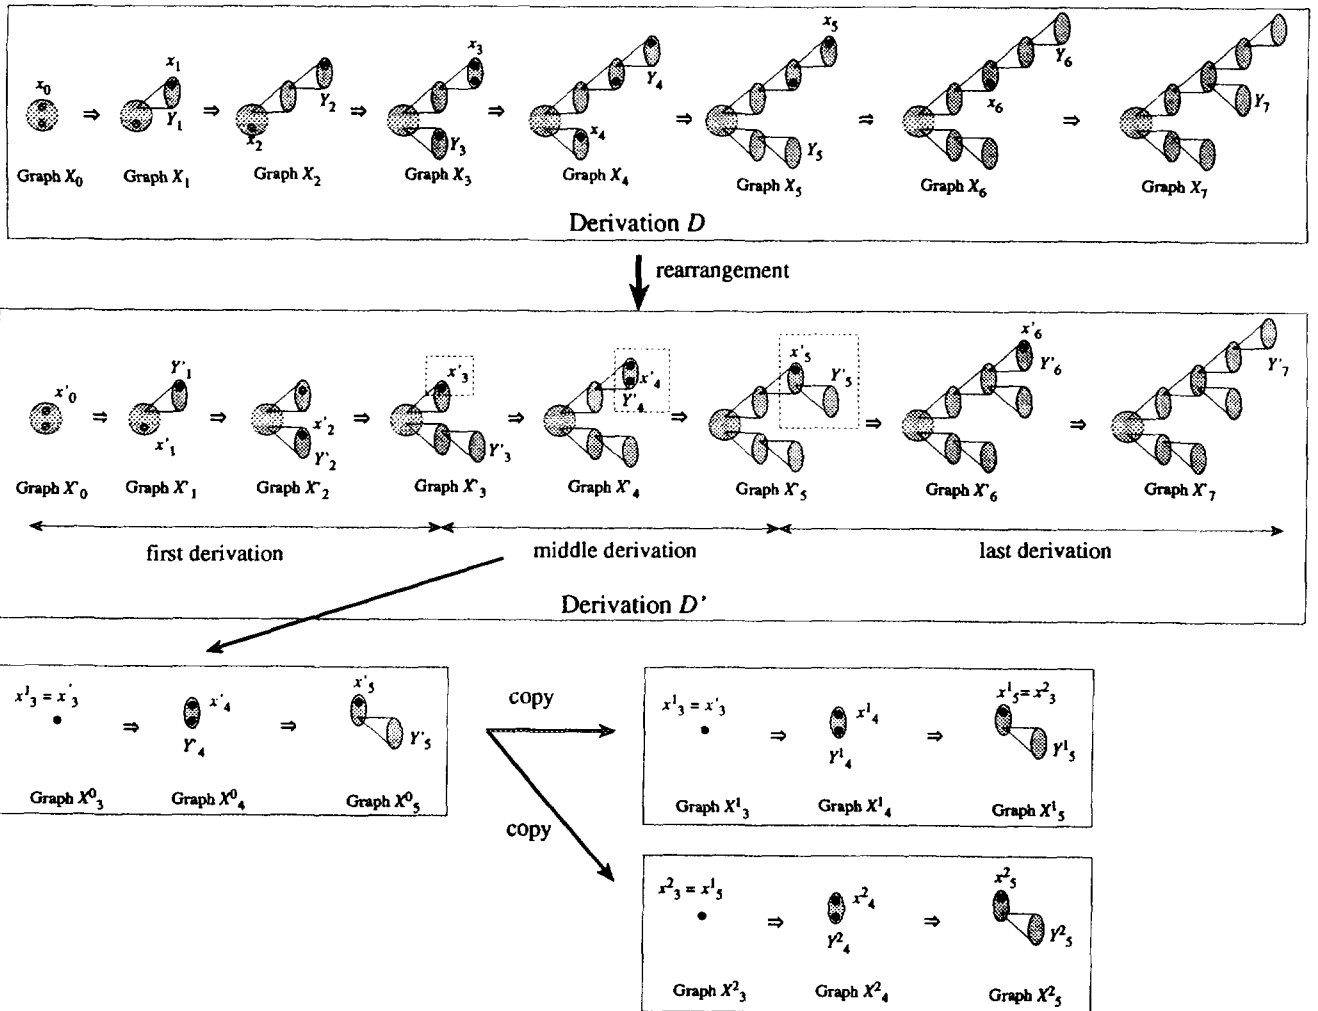 x₀ x₁ Y₁ x₂ Y₂ x₃ Y₃ x₄ Y₄ x₅ Y₅ x₆ Y₆ Y₇
Graph X₀ Graph X₁ Graph X₂ Graph X₃ Graph X₄ Graph X₅ Graph X₆ Graph X₇
⇒ ⇒ ⇒ ⇒ ⇒ ⇒ ⇒
Derivation D
rearrangement
x'₀ Y'₁ x'₁ x'₂ Y'₂ x'₃ Y'₃ x'₄ Y'₄ x'₅ Y'₅ x'₆ Y'₆ Y'₇
⇒ ⇒ ⇒ ⇒ ⇒ ⇒ ⇒
Graph X'₀ Graph X'₁ Graph X'₂ Graph X'₃ Graph X'₄ Graph X'₅ Graph X'₆ Graph X'₇
first derivation middle derivation last derivation
Derivation D'
x¹₃ = x'₃ ⇒ x'₄ Y'₄ ⇒ x'₅ Y'₅
Graph X⁰₃ Graph X⁰₄ Graph X⁰₅
copy
copy
x¹₃ = x'₃ ⇒ x¹₄ Y¹₄ ⇒ x¹₅ = x²₃ Y¹₅
Graph X¹₃ Graph X¹₄ Graph X¹₅
x²₃ = x¹₅ ⇒ x²₄ Y²₄ ⇒ x²₅ Y²₅
Graph X²₃ Graph X²₄ Graph X²₅